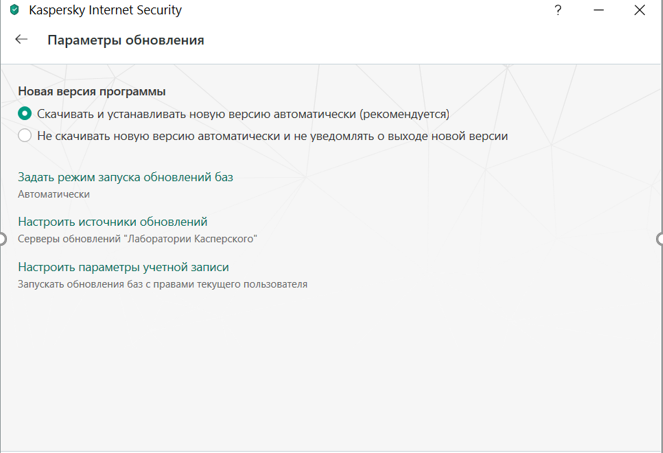 Kaspersky Internet Security ?
Параметры обновления
Новая версия программы
Скачивать и устанавливать новую версию автоматически (рекомендуется)
Не скачивать новую версию автоматически и не уведомлять о выходе новой версии
Задать режим запуска обновлений баз
Автоматически
Настроить источники обновлений
Серверы обновлений "Лаборатории Касперского"
Настроить параметры учетной записи
Запускать обновления баз с правами текущего пользователя